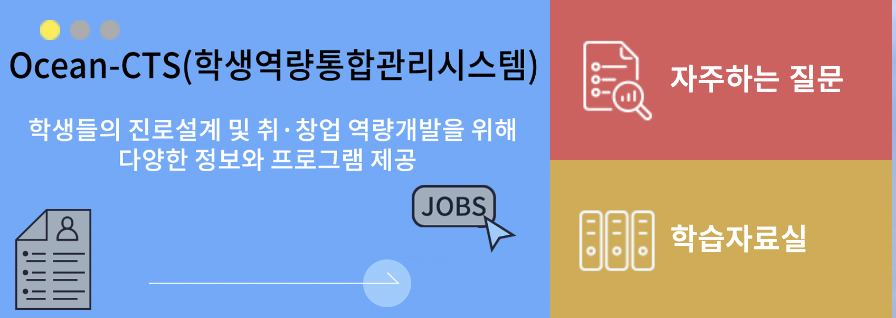 Ocean-CTS(학생역량통합관리시스템)
학생들의 진로설계 및 취·창업 역량개발을 위해
다양한 정보와 프로그램 제공
JOBS
자주하는 질문
학습자료실